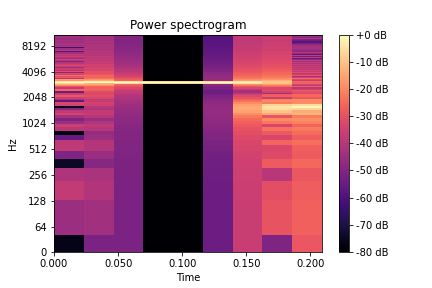 Power spectrogram
8192
4096
2048
1024
512
256
128
64
0
Hz
0.000 0.050 0.100 0.150 0.200
Time
+0 dB
-10 dB
-20 dB
-30 dB
-40 dB
-50 dB
-60 dB
-70 dB
-80 dB